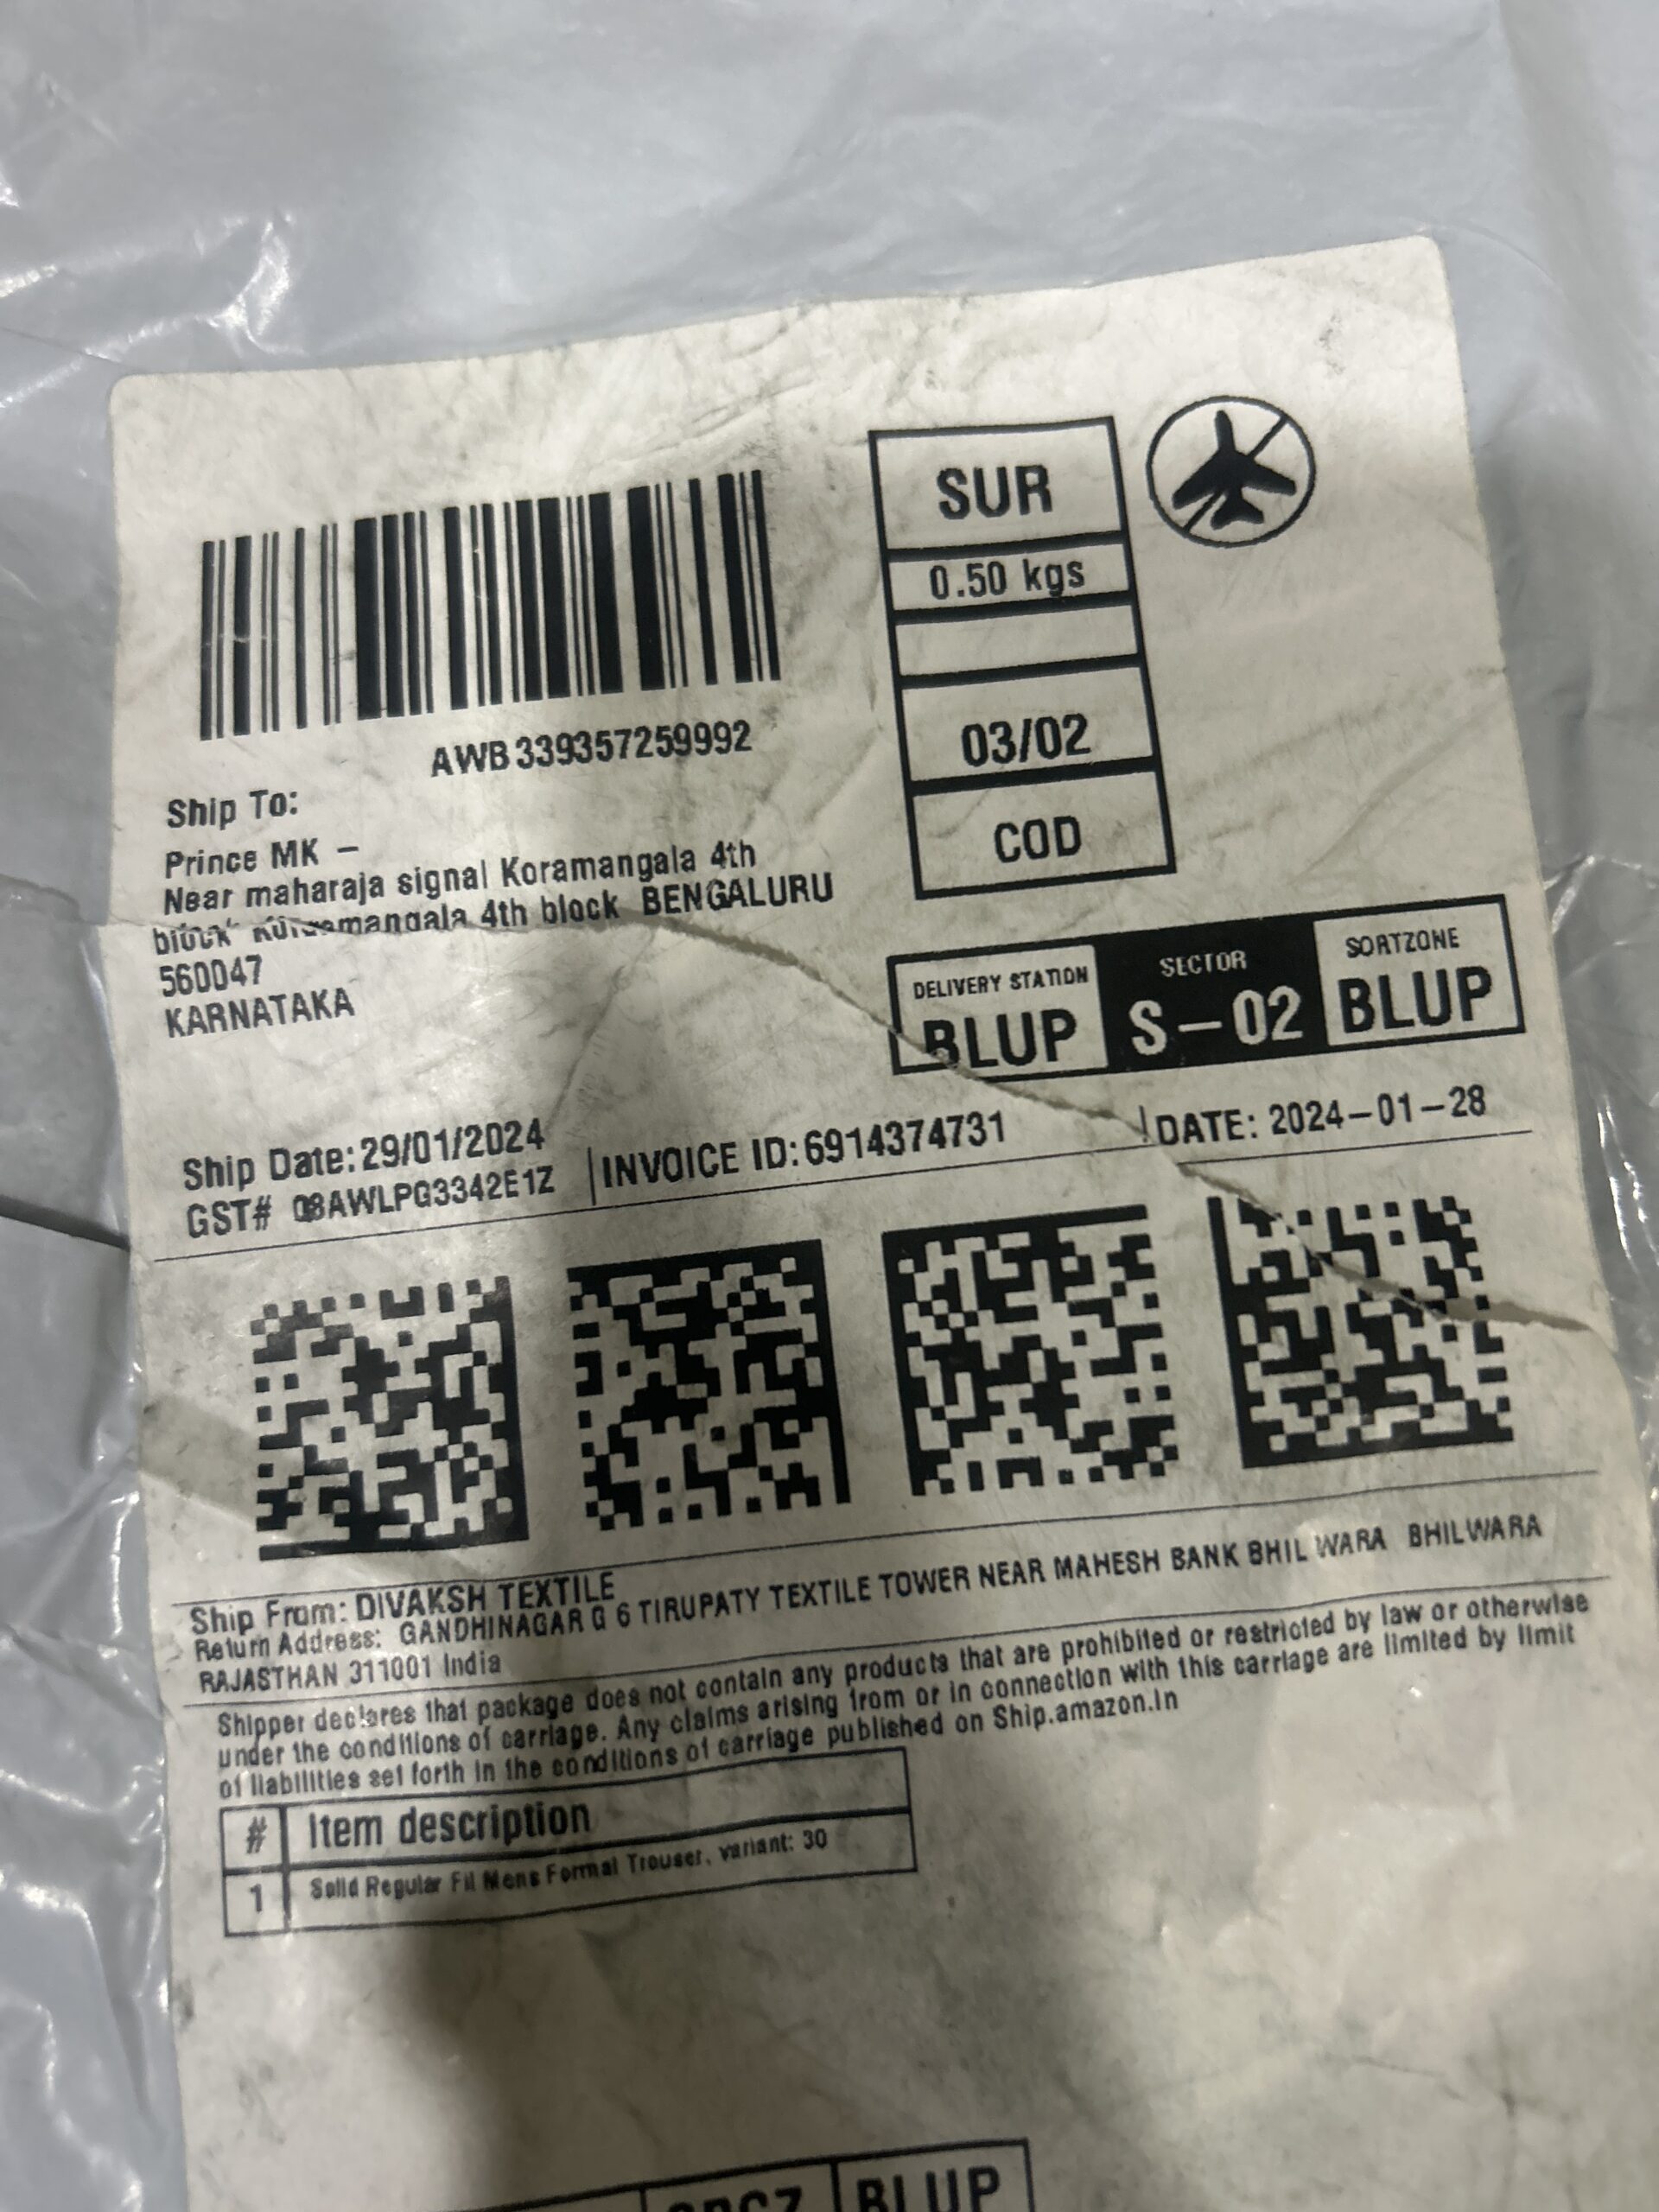 SUR
0.50 kgs
AWB 339357259992
03/02
COD
Ship To:
Prince MK –
Near maharaja signal Koramangala 4th
block Koramangala 4th block BENGALURU
560047
KARNATAKA
DELIVERY STATION
BLUP
SECTOR
S-02
SORTZONE
BLUP
Ship Date: 29/01/2024
GST# 08AWLPG3342E1Z
INVOICE ID: 6914374731
DATE: 2024-01-28
Ship From: DIVAKSH TEXTILE
Return Address: GANDHINAGAR G 6 TIRUPATY TEXTILE TOWER NEAR MAHESH BANK BHIL WARA BHILWARA
RAJASTHAN 311001 India
Shipper declares that package does not contain any products that are prohibited or restricted by law or otherwise
under the conditions of carriage. Any claims arising from or in connection with this carriage are limited by limit
of liabilities set forth in the conditions of carriage published on Ship.amazon.in
# Item description
1 Solid Regular Fit Mens Formal Trouser, variant: 30
BLUP